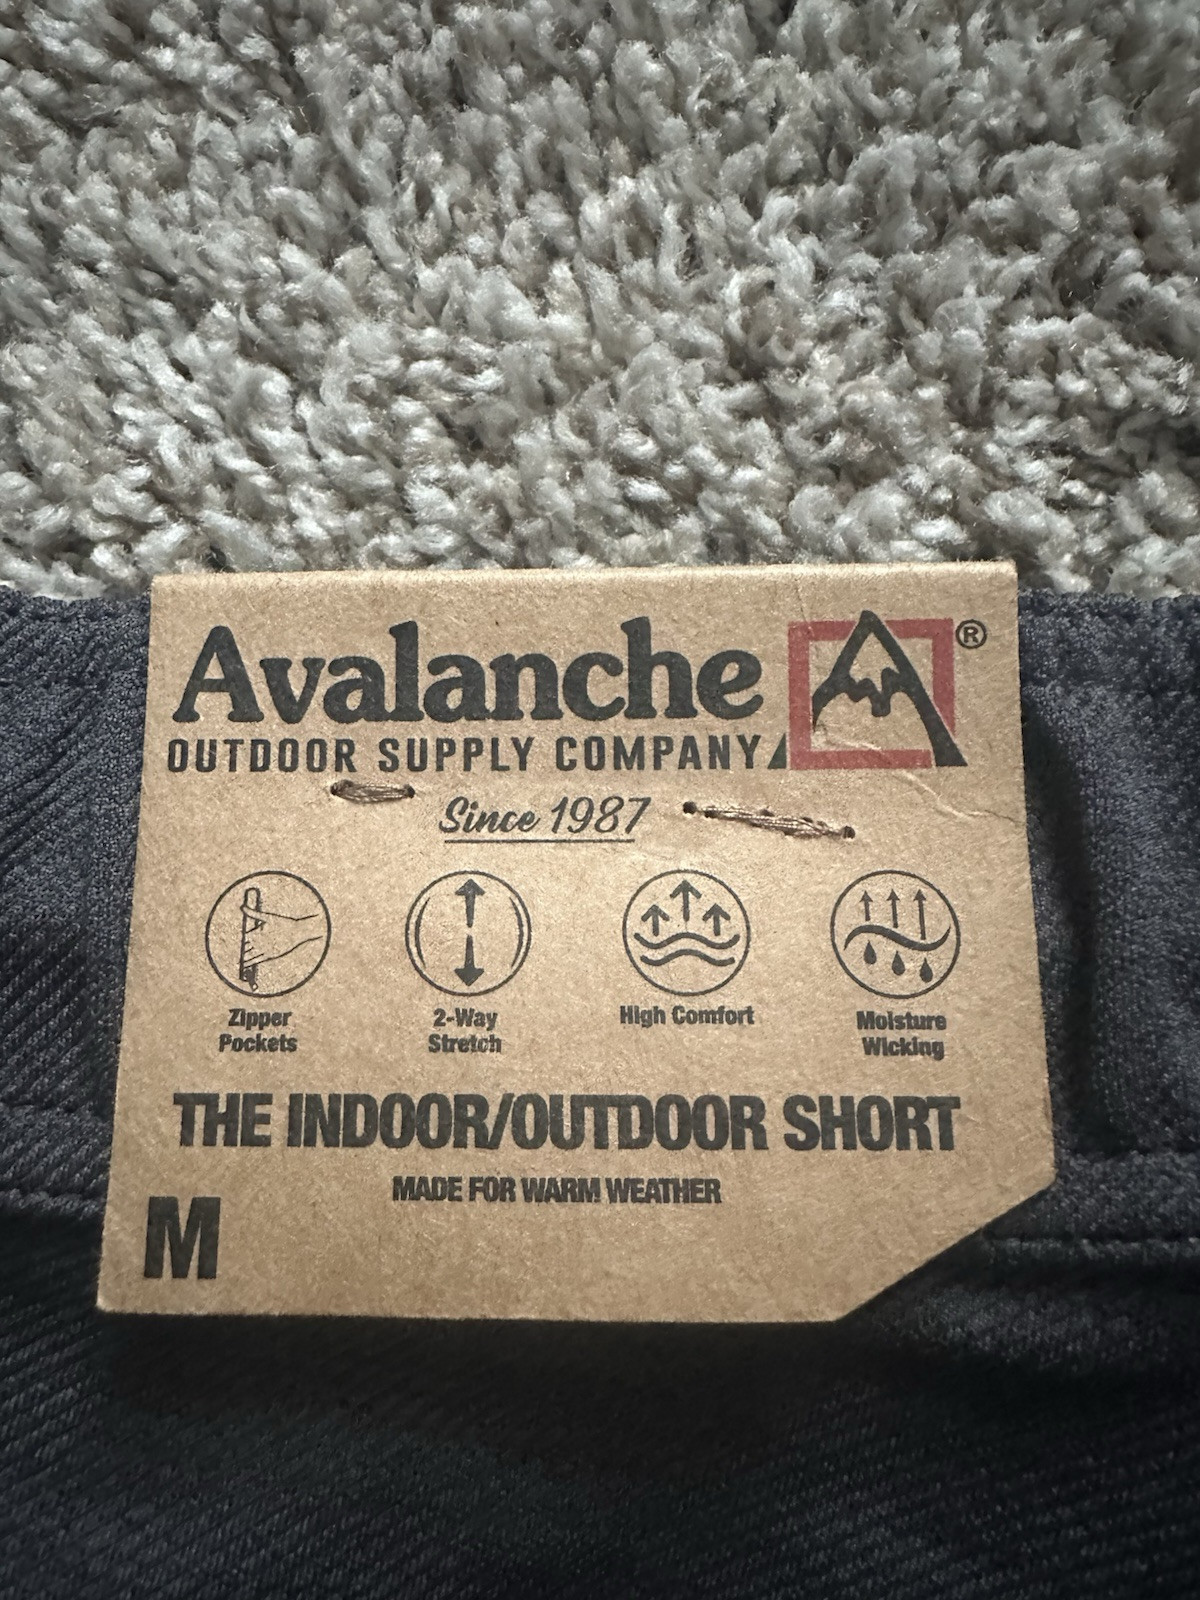 Avalanche ®
OUTDOOR SUPPLY COMPANY
Since 1987
Zipper
Pockets
2-Way
Stretch
High Comfort
Moisture
Wicking
THE INDOOR/OUTDOOR SHORT
MADE FOR WARM WEATHER
M